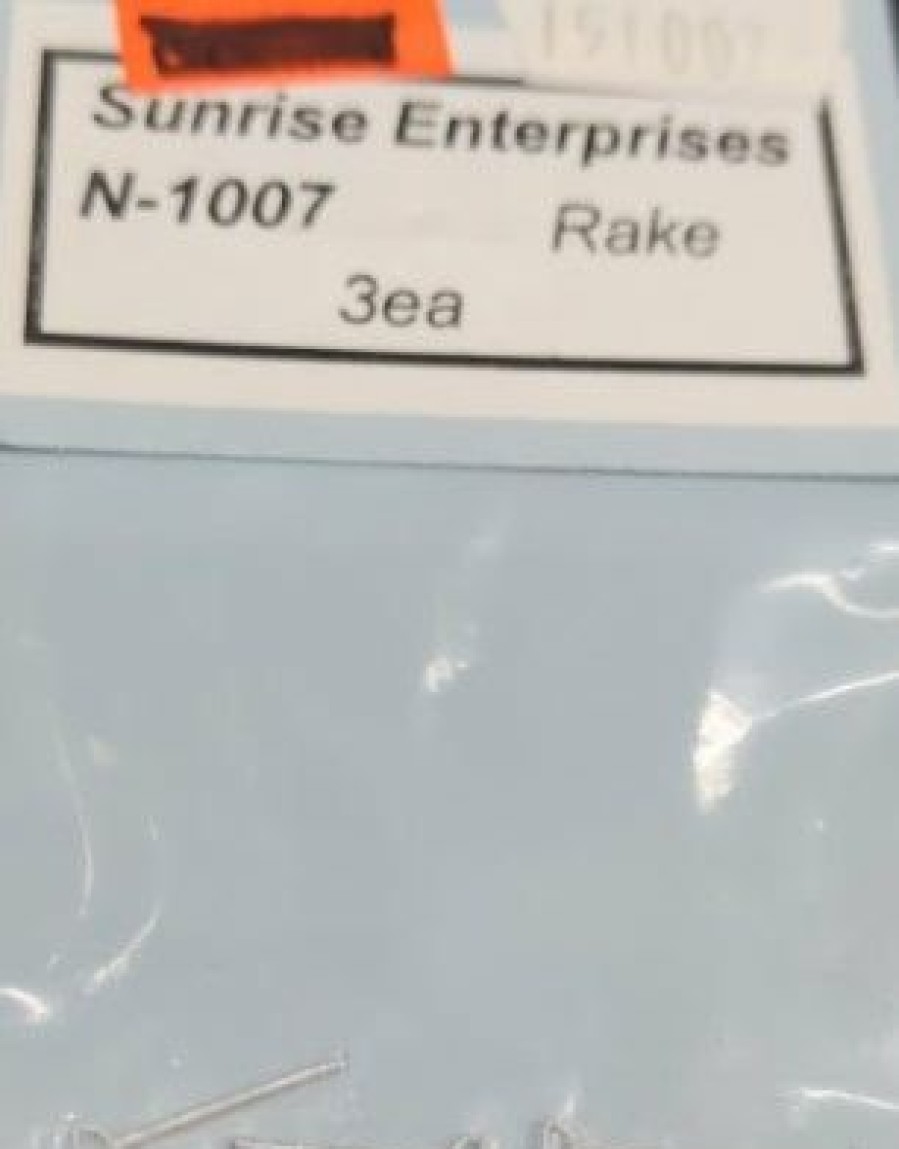 Sunrise Enterprises
N-1007 Rake
3ea